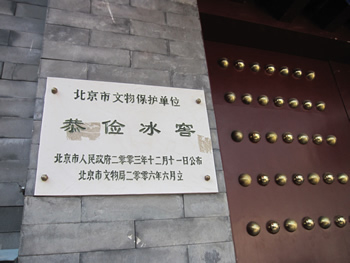 北京市文物保护单位
恭俭冰窖
北京市人民政府二零零三年十二月十一日公布
北京市文物局二零零六年六月立